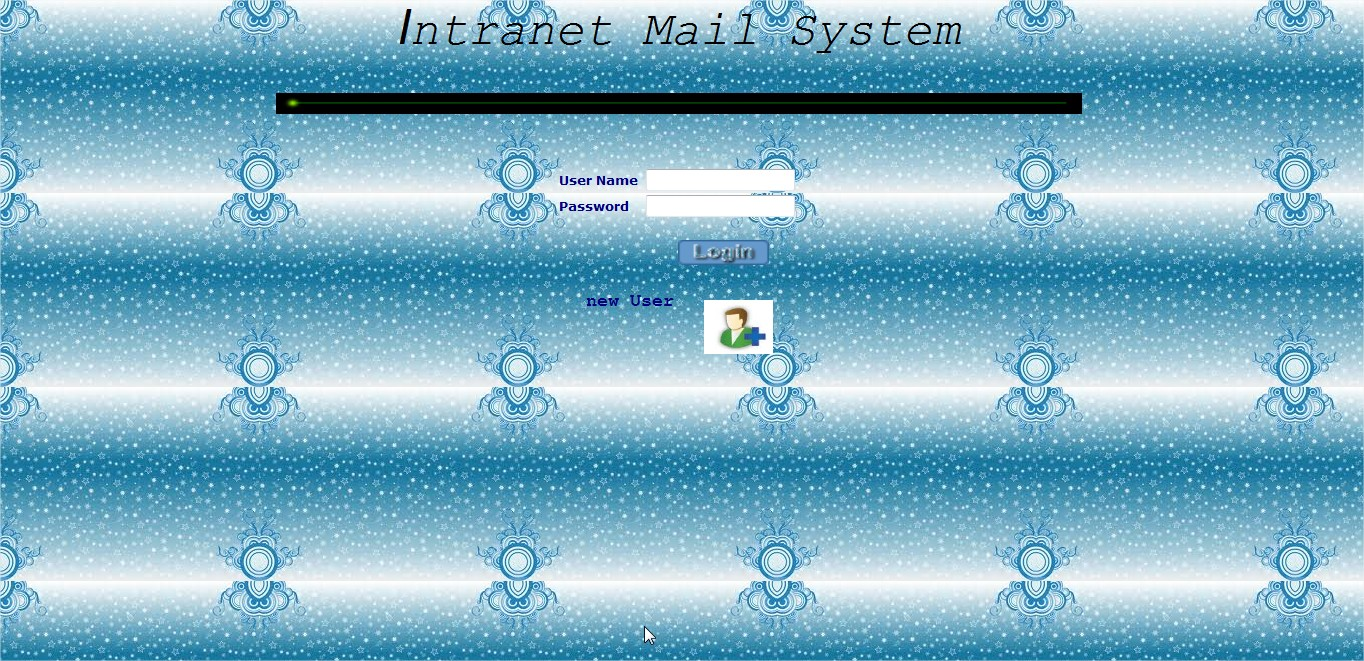 Intranet Mail System
User Name
Password
Login
new User